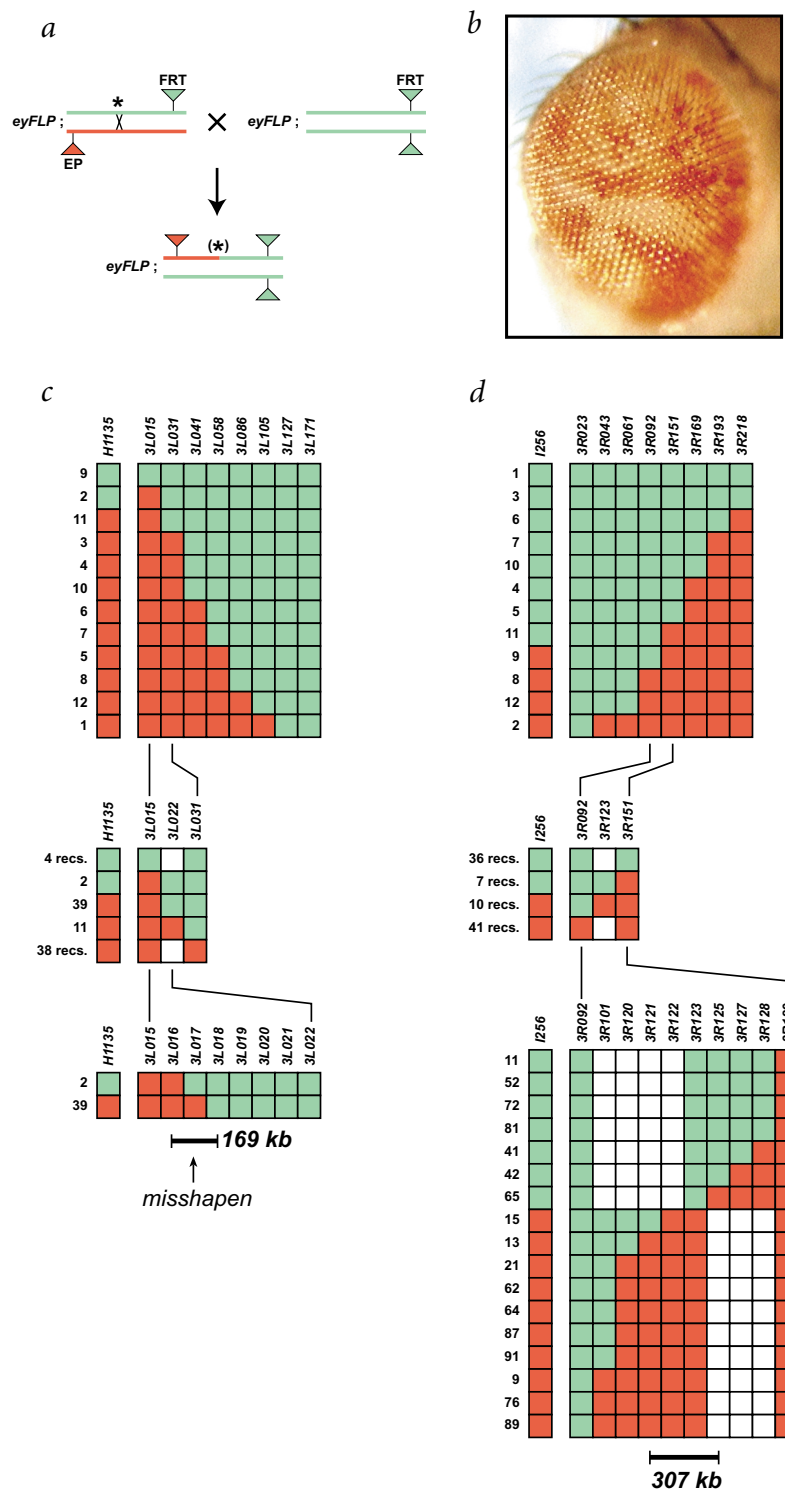 a
b
FRT
FRT
*
eyFLP ;
eyFLP ;
EP
(*)
eyFLP ;
c
d
H1135 3L015 3L031 3L041 3L058 3L086 3L105 3L127 3L171
9
2
11
3
4
10
6
7
5
8
12
1
I256 3R023 3R043 3R061 3R092 3R151 3R169 3R193 3R218
1
3
6
7
10
4
5
11
9
8
12
2
H1135 3L015 3L022 3L031
4 recs.
2
39
11
38 recs.
I256 3R092 3R123 3R151
36 recs.
7 recs.
10 recs.
41 recs.
H1135 3L015 3L016 3L017 3L018 3L019 3L020 3L021 3L022
2
39
169 kb
misshapen
I256 3R092 3R101 3R120 3R121 3R122 3R123 3R125 3R127 3R128
11
52
72
81
41
42
65
15
13
21
62
64
87
91
9
76
89
307 kb